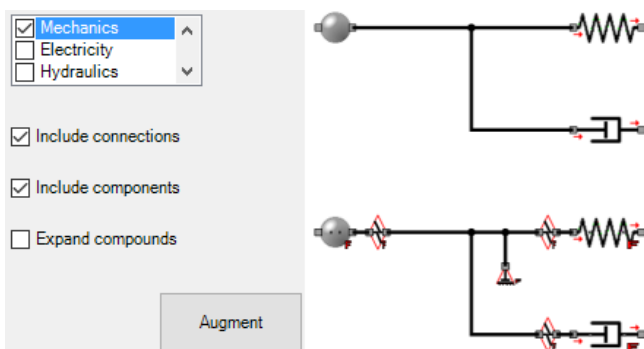 Mechanics
Electricity
Hydraulics
Include connections
Include components
Expand compounds
Augment